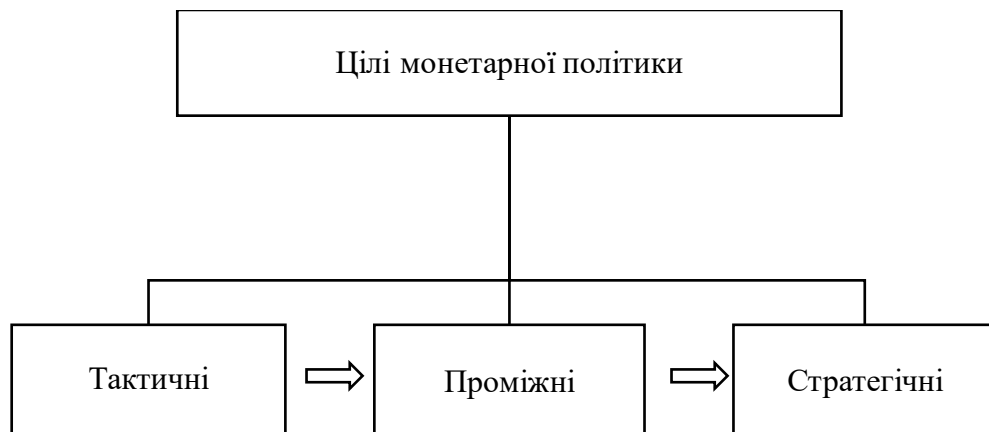 Цілі монетарної політики
Тактичні
Проміжні
Стратегічні